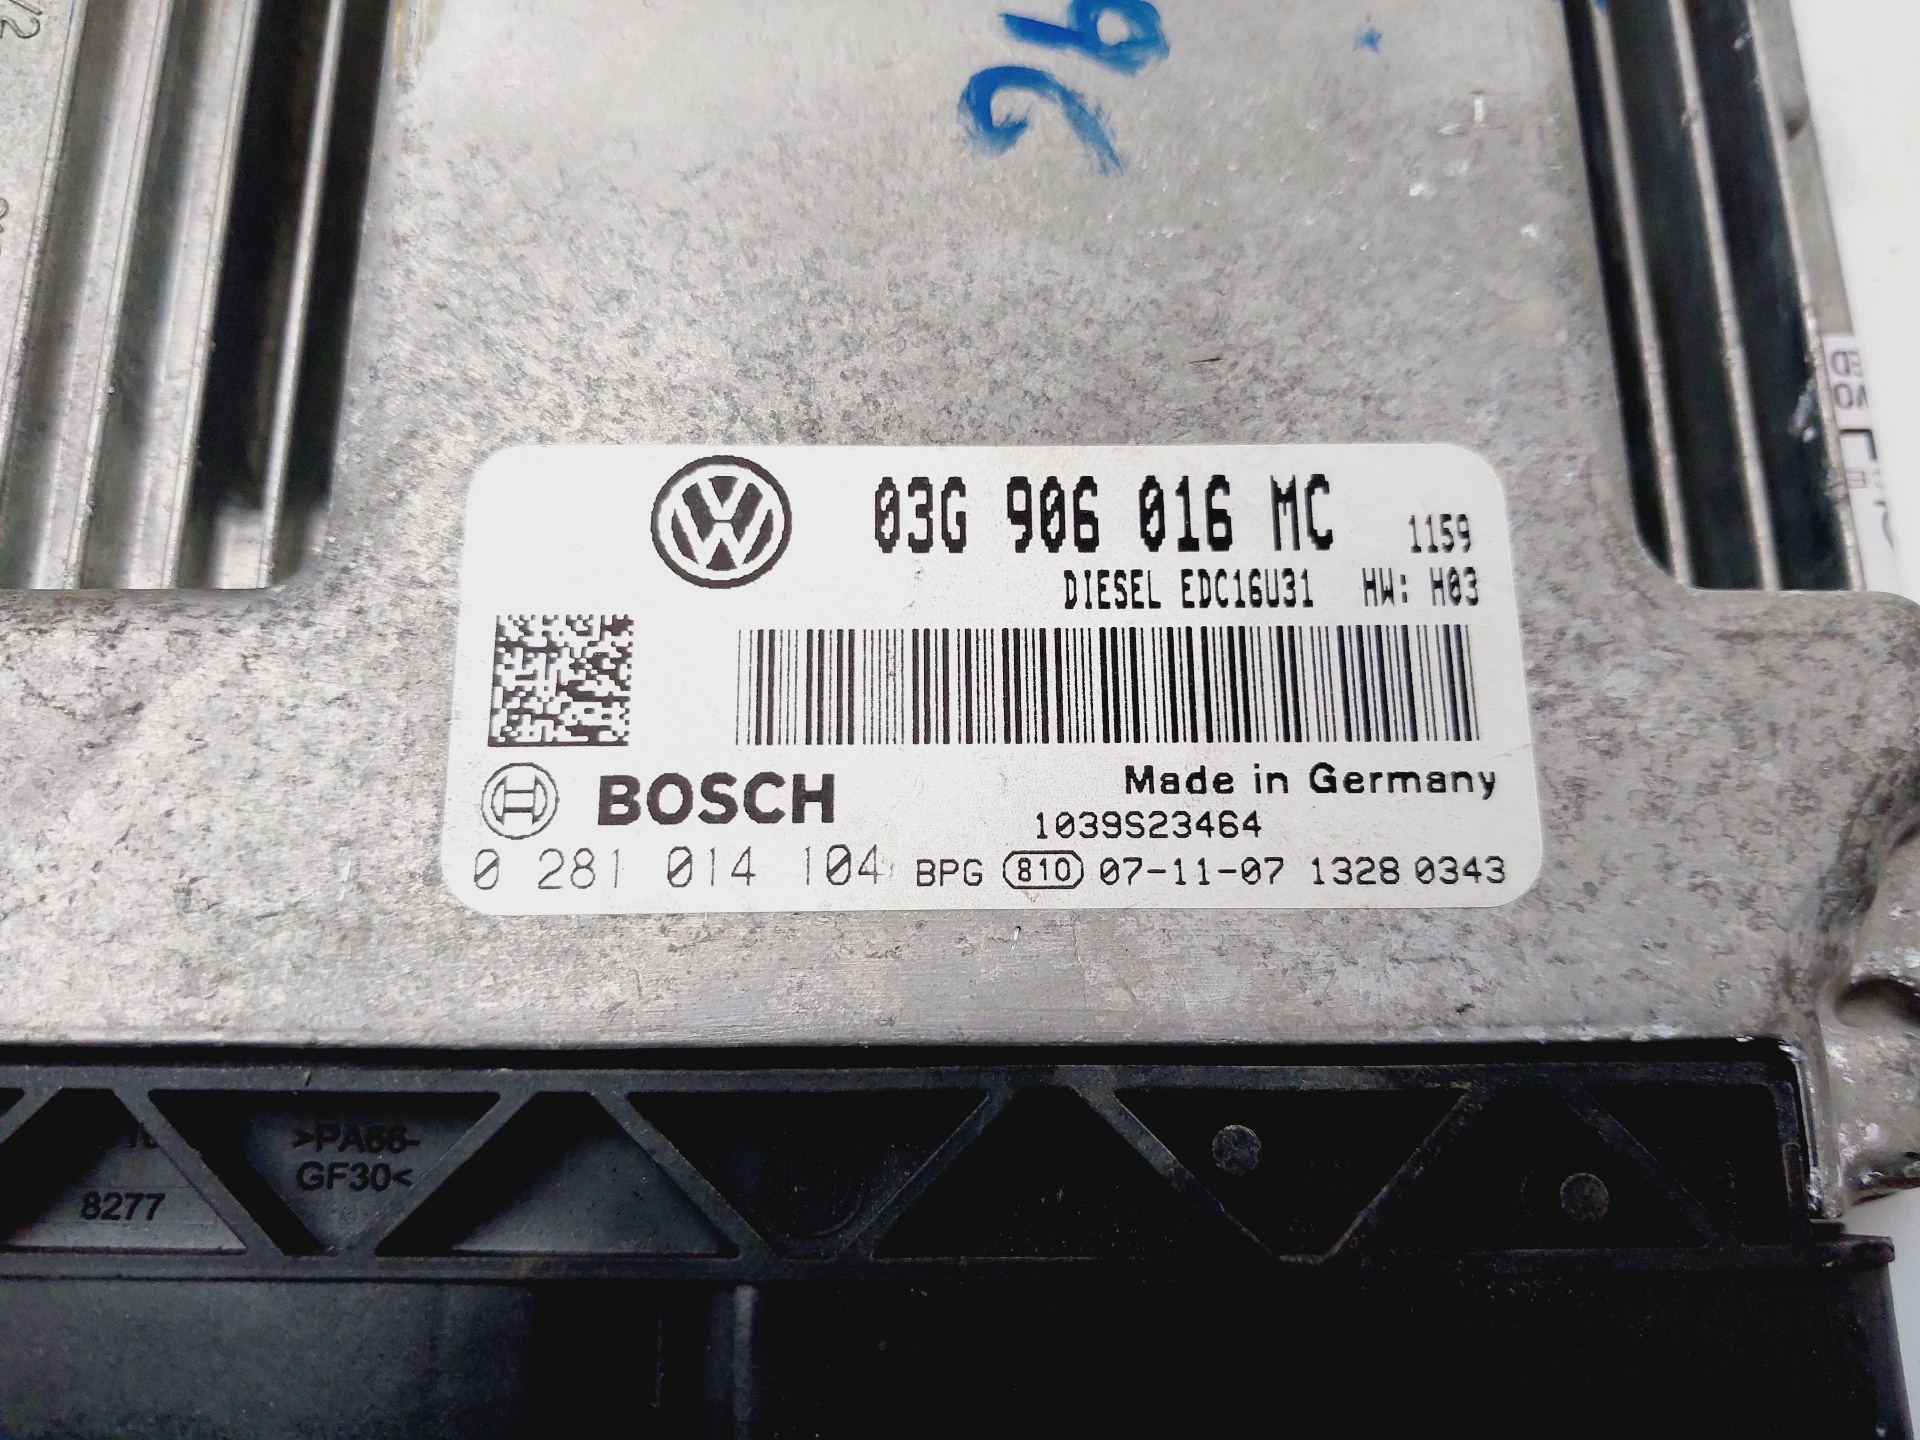 96
03G 906 016 MC 1159
DIESEL EDC16U31 HW: H03
BOSCH
Made in Germany
1039S23464
0 281 014 104 BPG 810 07-11-07 1328 0343
>PA66-
GF30<
8277